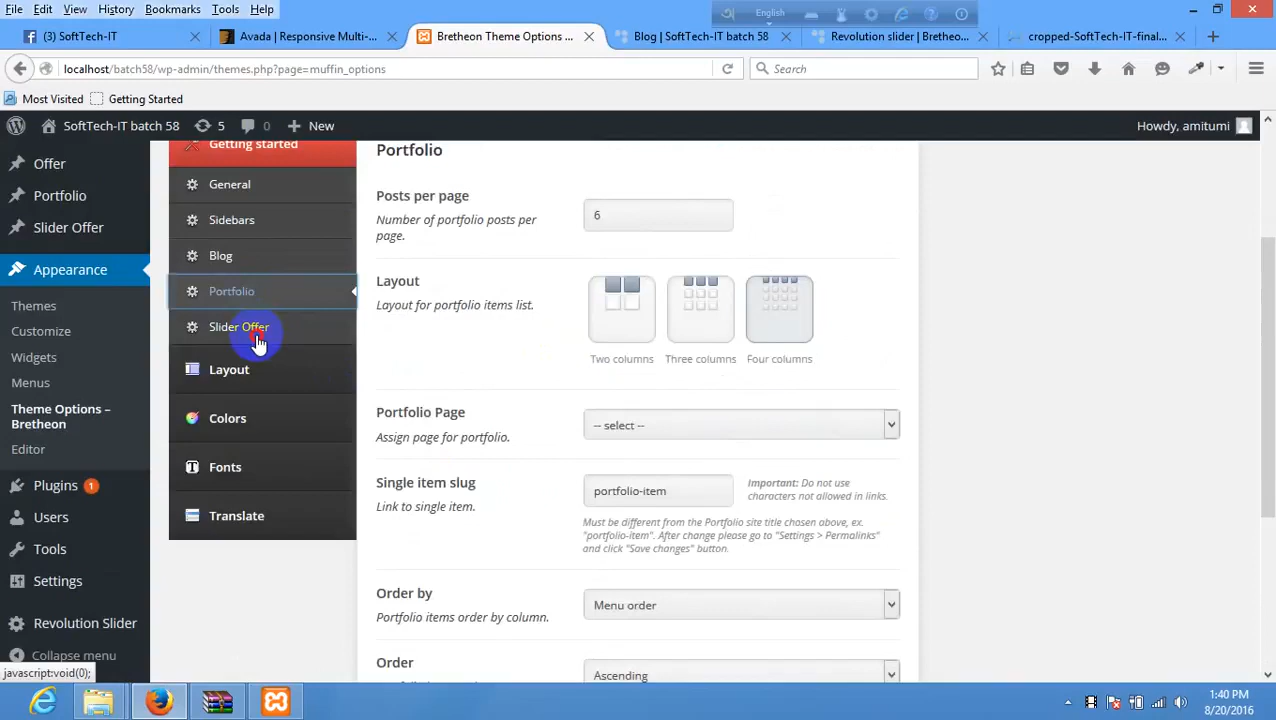 File Edit View History Bookmarks Tools Help
English
(3) SoftTech-IT
Avada | Responsive Multi-...
Bretheon Theme Options ...
Blog | SoftTech-IT batch 58
Revolution slider | Bretheo...
cropped-SoftTech-IT-final...
localhost/batch58/wp-admin/themes.php?page=muffin_options
Search
Most Visited Getting Started
SoftTech-IT batch 58 5 0 New Howdy, amitumi
Offer
Portfolio
Slider Offer
Appearance
Themes
Customize
Widgets
Menus
Theme Options –
Bretheon
Editor
Plugins 1
Users
Tools
Settings
Revolution Slider
Collapse menu
javascript:void(0);
Getting started
General
Sidebars
Blog
Portfolio
Slider Offer
Layout
Colors
Fonts
Translate
Portfolio
Posts per page
Number of portfolio posts per
page.
6
Layout
Layout for portfolio items list.
Two columns Three columns Four columns
Portfolio Page
Assign page for portfolio.
-- select --
Single item slug
Link to single item.
portfolio-item
Important: Do not use
characters not allowed in links.
Must be different from the Portfolio site title chosen above, ex.
"portfolio-item". After change please go to "Settings > Permalinks"
and click "Save changes" button.
Order by
Portfolio items order by column.
Menu order
Order
Ascending
1:40 PM
8/20/2016